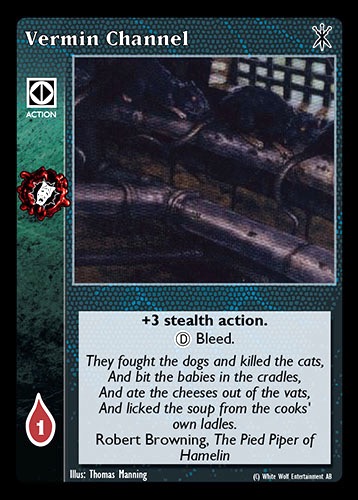 Vermin Channel
ACTION
+3 stealth action.
Ⓓ Bleed.
They fought the dogs and killed the cats,
And bit the babies in the cradles,
And ate the cheeses out of the vats,
And licked the soup from the cooks'
own ladles.
Robert Browning, The Pied Piper of
Hamelin
1
Illus: Thomas Manning
(C) White Wolf Entertainment AB